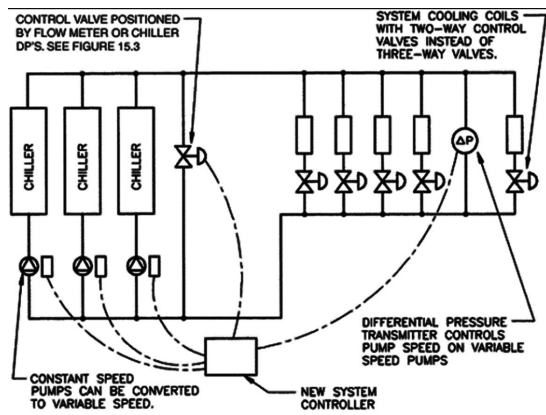 CONTROL VALVE POSITIONED
BY FLOW METER OR CHILLER
DP'S. SEE FIGURE 15.3
SYSTEM COOLING COILS
WITH TWO-WAY CONTROL
VALVES INSTEAD OF
THREE-WAY VALVES.
CHILLER
CHILLER
CHILLER
ΔP
DIFFERENTIAL PRESSURE
TRANSMITTER CONTROLS
PUMP SPEED ON VARIABLE
SPEED PUMPS
CONSTANT SPEED
PUMPS CAN BE CONVERTED
TO VARIABLE SPEED.
NEW SYSTEM
CONTROLLER